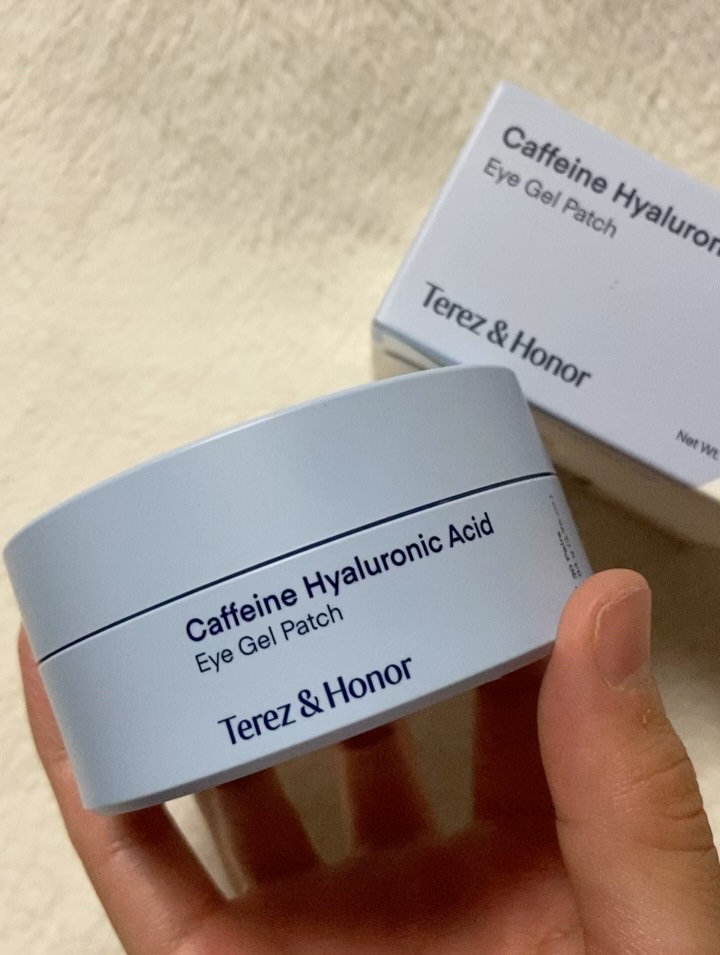 Caffeine Hyaluron
Eye Gel Patch
Terez & Honor
Net Wt.
Caffeine Hyaluronic Acid
Eye Gel Patch
Terez & Honor